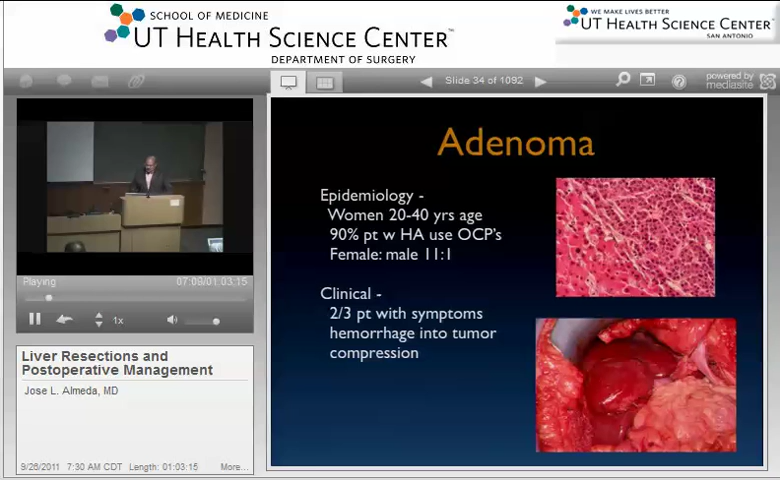 SCHOOL OF MEDICINE
UT HEALTH SCIENCE CENTER™
DEPARTMENT OF SURGERY
WE MAKE LIVES BETTER
UT HEALTH SCIENCE CENTER
SAN ANTONIO
Slide 34 of 1092
powered by
mediasite
Adenoma
Epidemiology -
Women 20-40 yrs age
90% pt w HA use OCP's
Female: male 11:1
Clinical -
2/3 pt with symptoms
hemorrhage into tumor
compression
Playing
07:09/01:03:15
1x
Liver Resections and
Postoperative Management
Jose L. Almeda, MD
9/26/2011 7:30 AM CDT Length: 01:03:15 More...